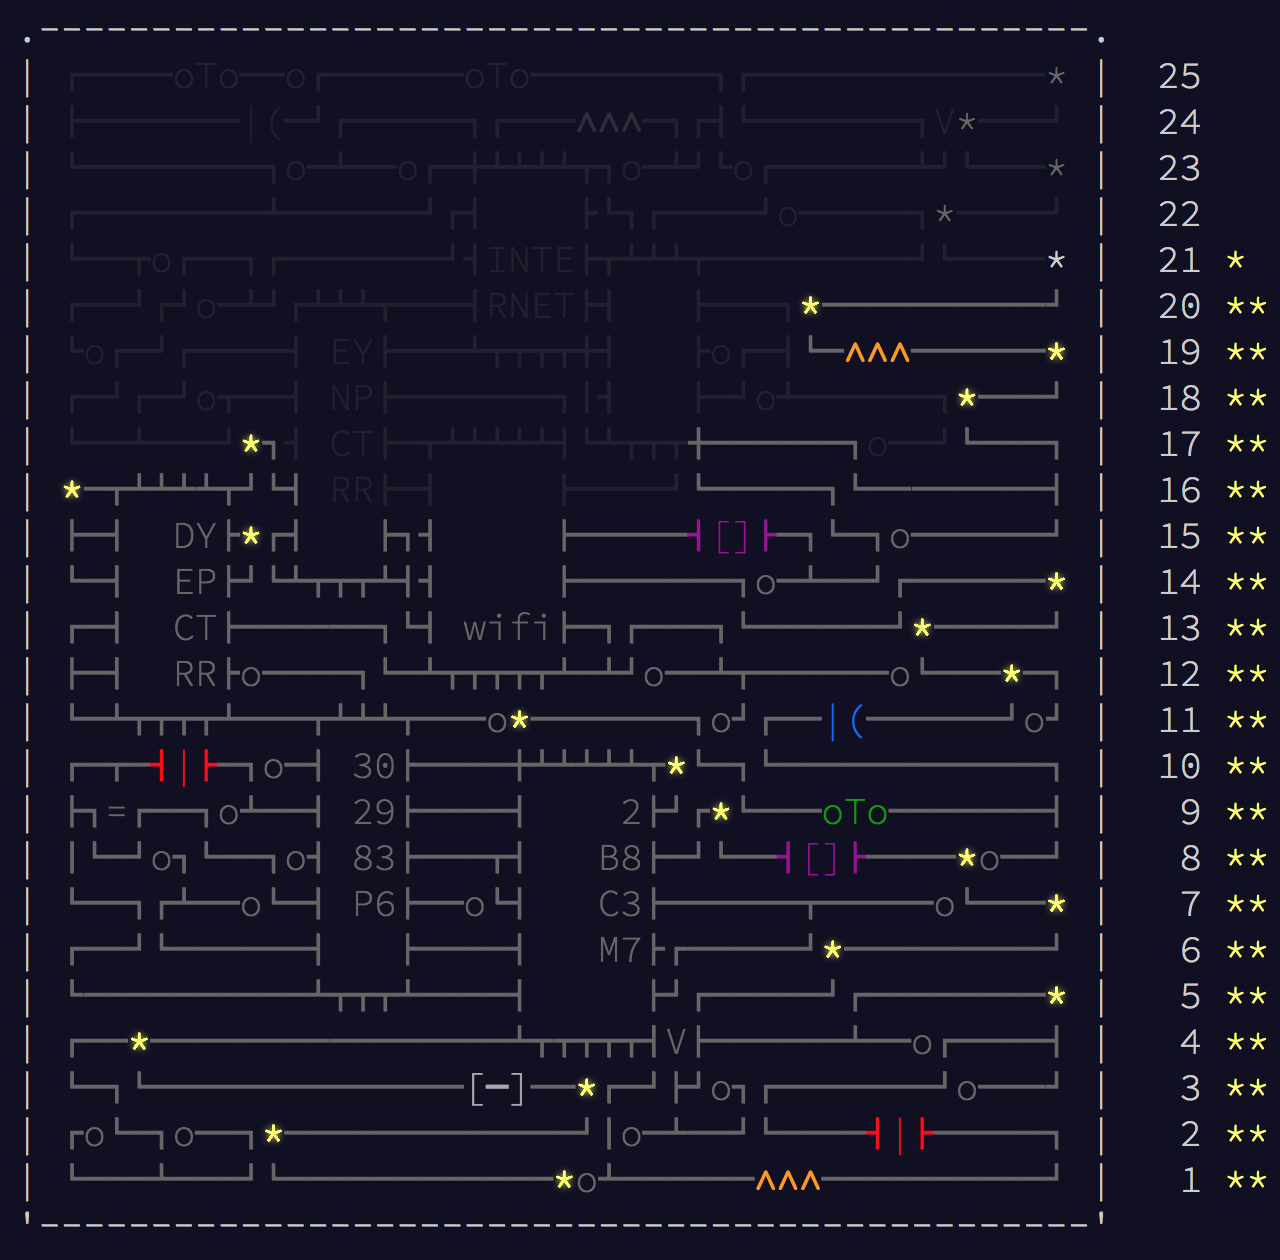 oTo oTo 25
V 24
23
22
INTE 21 *
RNET 20 **
EY 19 **
NP 18 **
CT 17 **
RR 16 **
DY 15 **
EP 14 **
CT wifi 13 **
RR 12 **
11 **
30 10 **
29 2 oTo 9 **
83 B8 8 **
P6 C3 7 **
M7 6 **
5 **
V 4 **
3 **
2 **
1 **